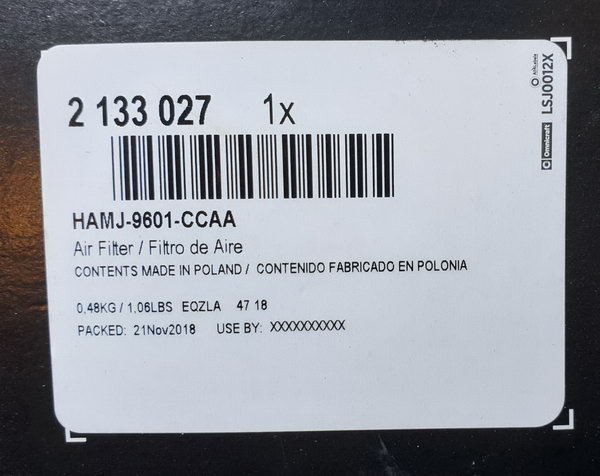 2 133 027 1x
HAMJ-9601-CCAA
Air Filter / Filtro de Aire
CONTENTS MADE IN POLAND / CONTENIDO FABRICADO EN POLONIA
0,48KG / 1,06LBS EQZLA 47 18
PACKED: 21Nov2018 USE BY: XXXXXXXXXX
Omnicraft
LSJ0012X